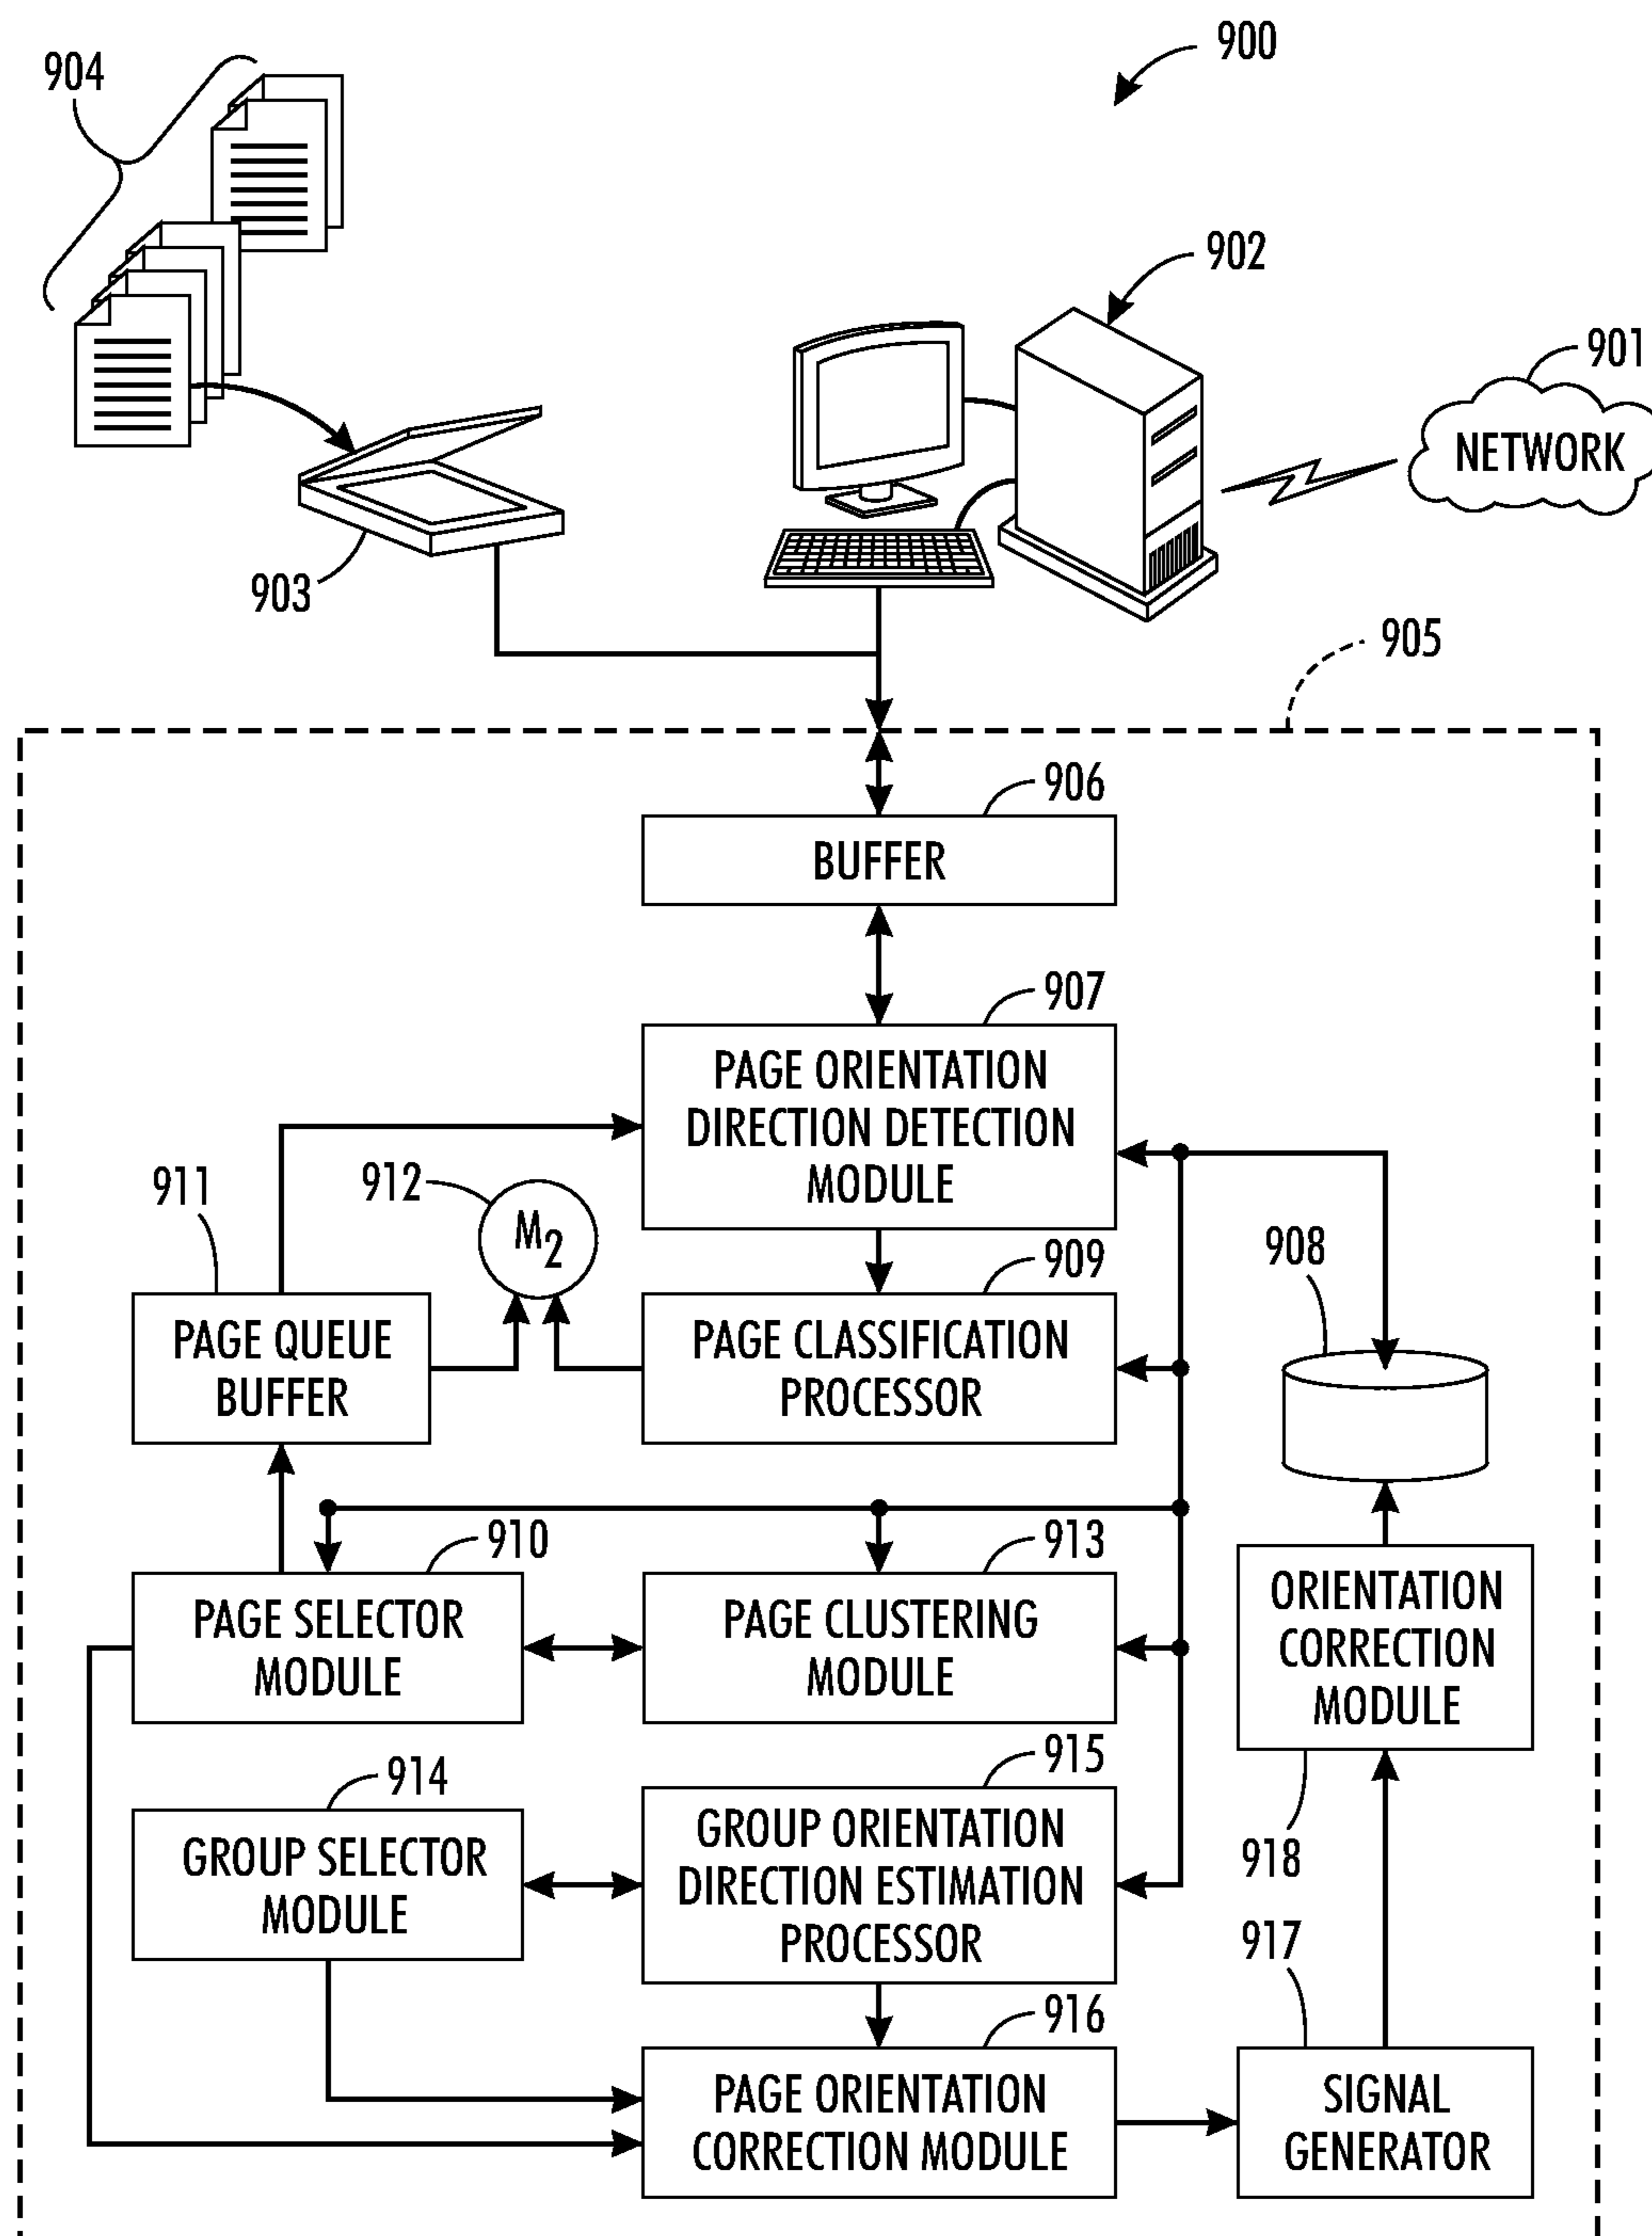 900
904
902
901
NETWORK
903
905
906
BUFFER
907
PAGE ORIENTATION
DIRECTION DETECTION
MODULE
911
912
M2
908
909
PAGE QUEUE
BUFFER
PAGE CLASSIFICATION
PROCESSOR
910
913
PAGE SELECTOR
MODULE
PAGE CLUSTERING
MODULE
ORIENTATION
CORRECTION
MODULE
918
914
915
GROUP SELECTOR
MODULE
GROUP ORIENTATION
DIRECTION ESTIMATION
PROCESSOR
917
916
PAGE ORIENTATION
CORRECTION MODULE
SIGNAL
GENERATOR